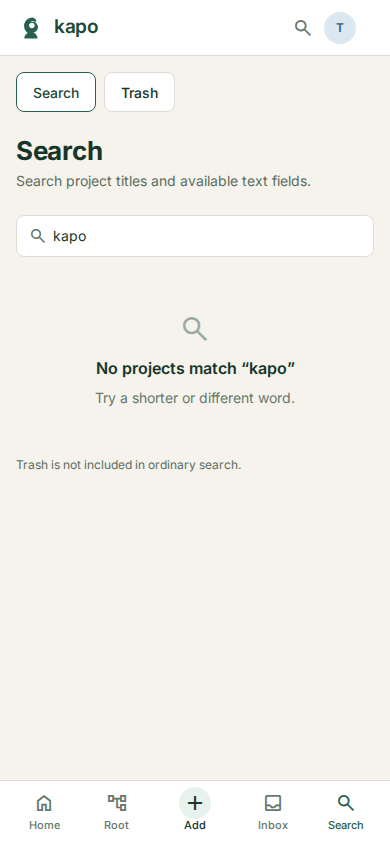 kapo
T
Search
Trash
Search
Search project titles and available text fields.
kapo
No projects match “kapo”
Try a shorter or different word.
Trash is not included in ordinary search.
Home
Root
Add
Inbox
Search